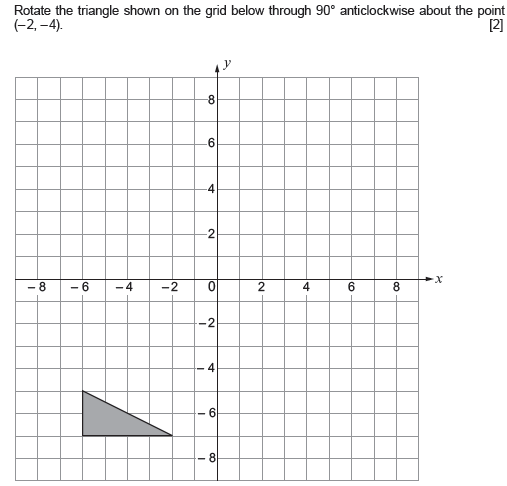 Rotate the triangle shown on the grid below through 90° anticlockwise about the point
(−2, −4). [2]
y
8
6
4
2
−8 −6 −4 −2 0 2 4 6 8 x
−2
−4
−6
−8